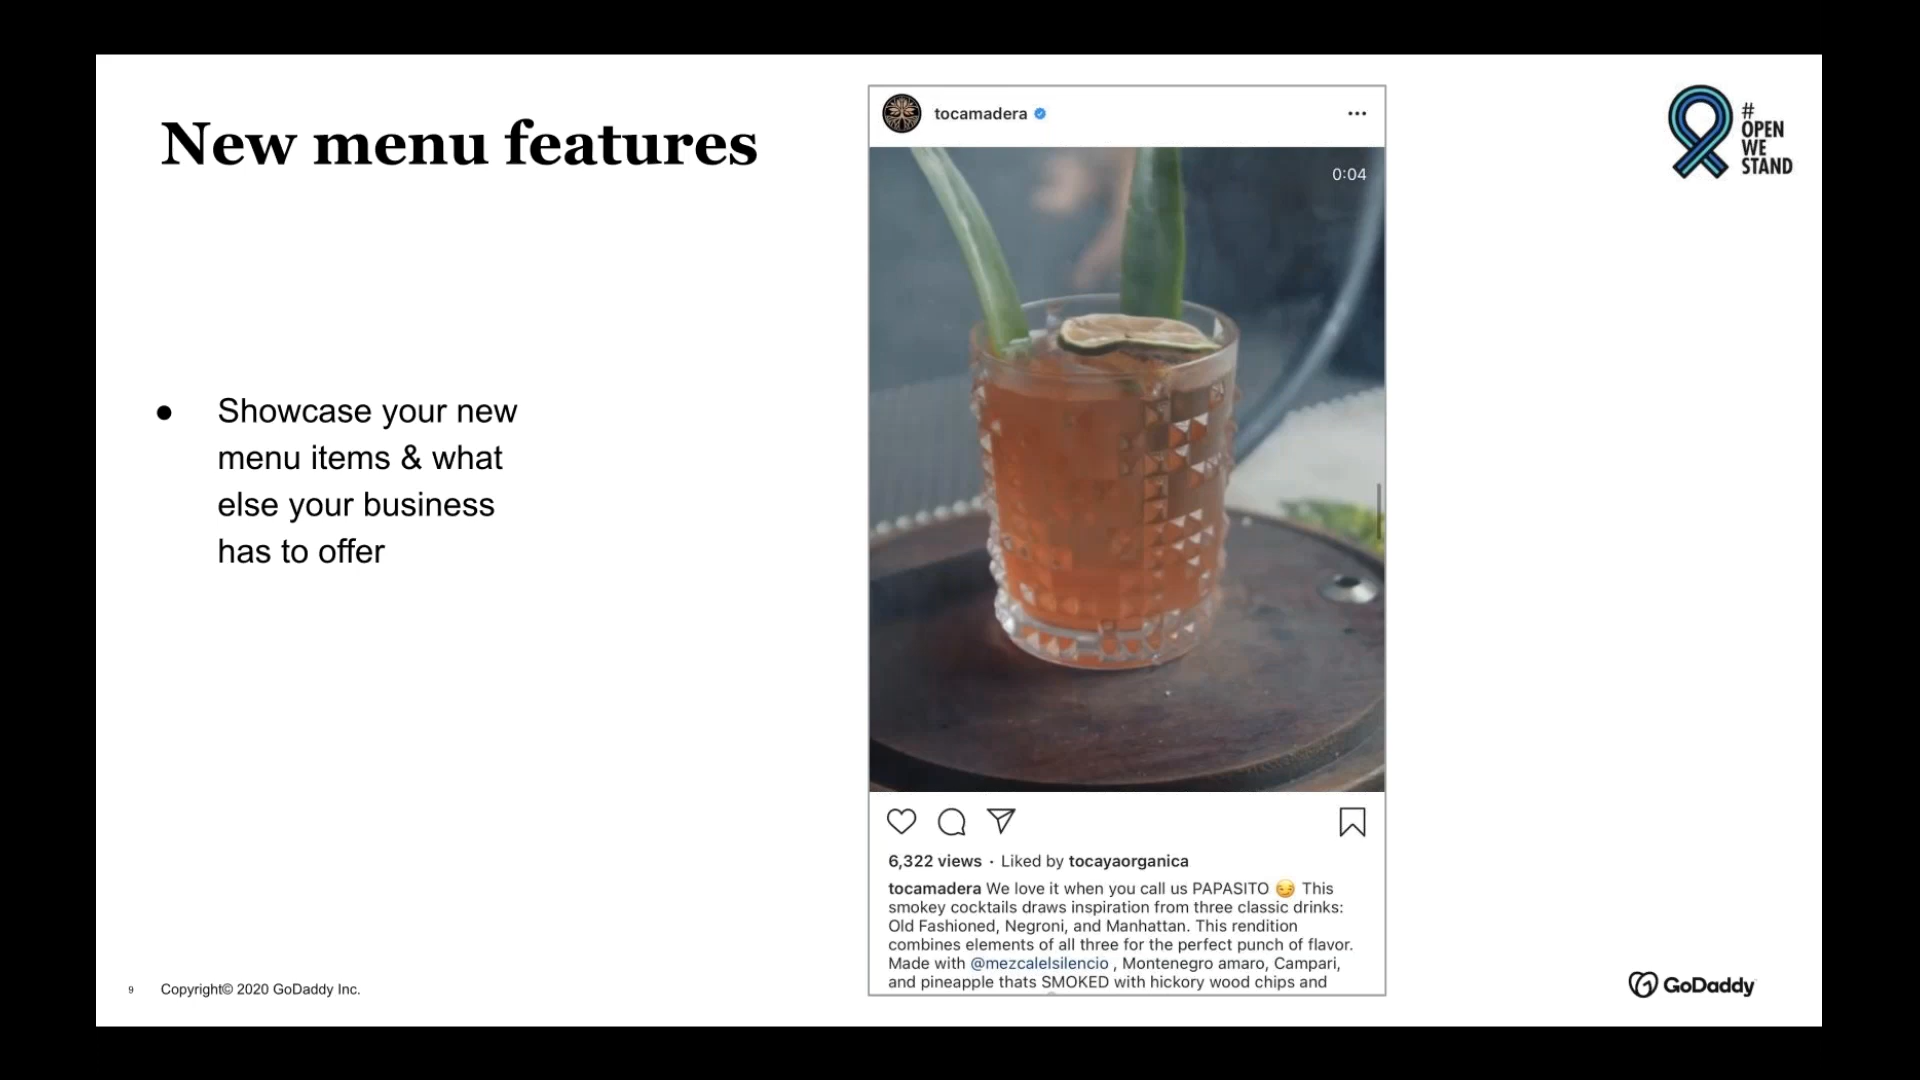 New menu features
● Showcase your new
menu items & what
else your business
has to offer
tocamadera
0:04
6,322 views · Liked by tocayaorganica
tocamadera We love it when you call us PAPASITO 😏 This
smokey cocktails draws inspiration from three classic drinks:
Old Fashioned, Negroni, and Manhattan. This rendition
combines elements of all three for the perfect punch of flavor.
Made with @mezcalelsilencio , Montenegro amaro, Campari,
and pineapple thats SMOKED with hickory wood chips and
#
OPEN
WE
STAND
9 Copyright© 2020 GoDaddy Inc.
GoDaddy